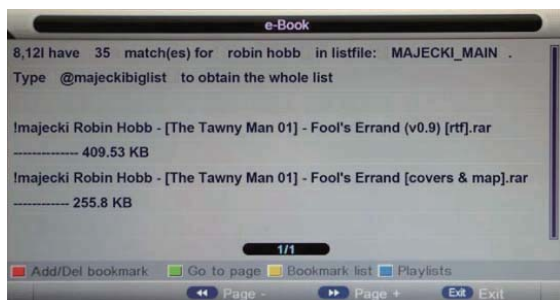 e-Book
8,12I have 35 match(es) for robin hobb in listfile: MAJECKI_MAIN .
Type @majeckibiglist to obtain the whole list
!majecki Robin Hobb - [The Tawny Man 01] - Fool's Errand (v0.9) [rtf].rar
-------------- 409.53 KB
!majecki Robin Hobb - [The Tawny Man 01] - Fool's Errand [covers & map].rar
------------ 255.8 KB
1/1
Add/Del bookmark Go to page Bookmark list Playlists
Page - Page + Exit Exit